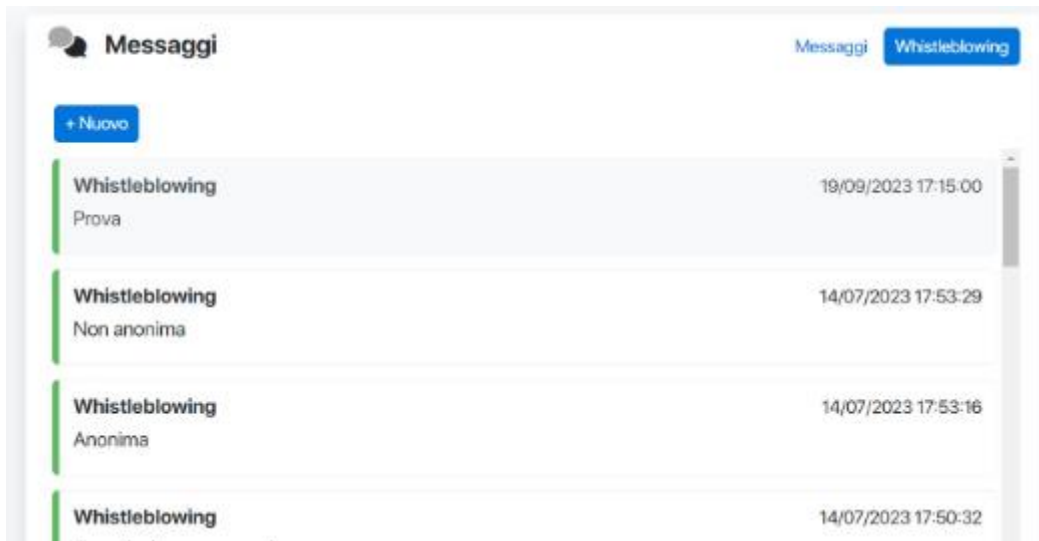 Messaggi
Messaggi Whistleblowing
+ Nuovo
Whistleblowing 19/09/2023 17:15:00
Prova
Whistleblowing 14/07/2023 17:53:29
Non anonima
Whistleblowing 14/07/2023 17:53:16
Anonima
Whistleblowing 14/07/2023 17:50:32